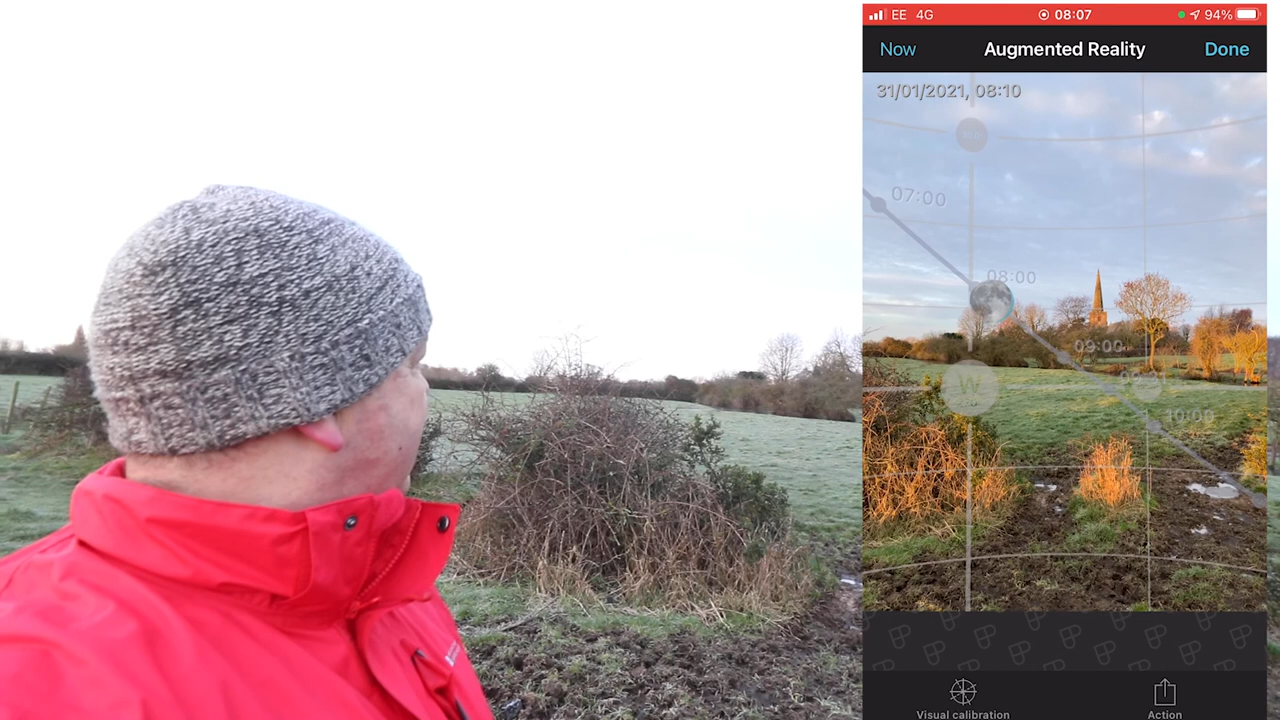 EE 4G 08:07 94%
Now Augmented Reality Done
31/01/2021, 08:10
07:00
08:00
09:00
W
10:00
Visual calibration Action